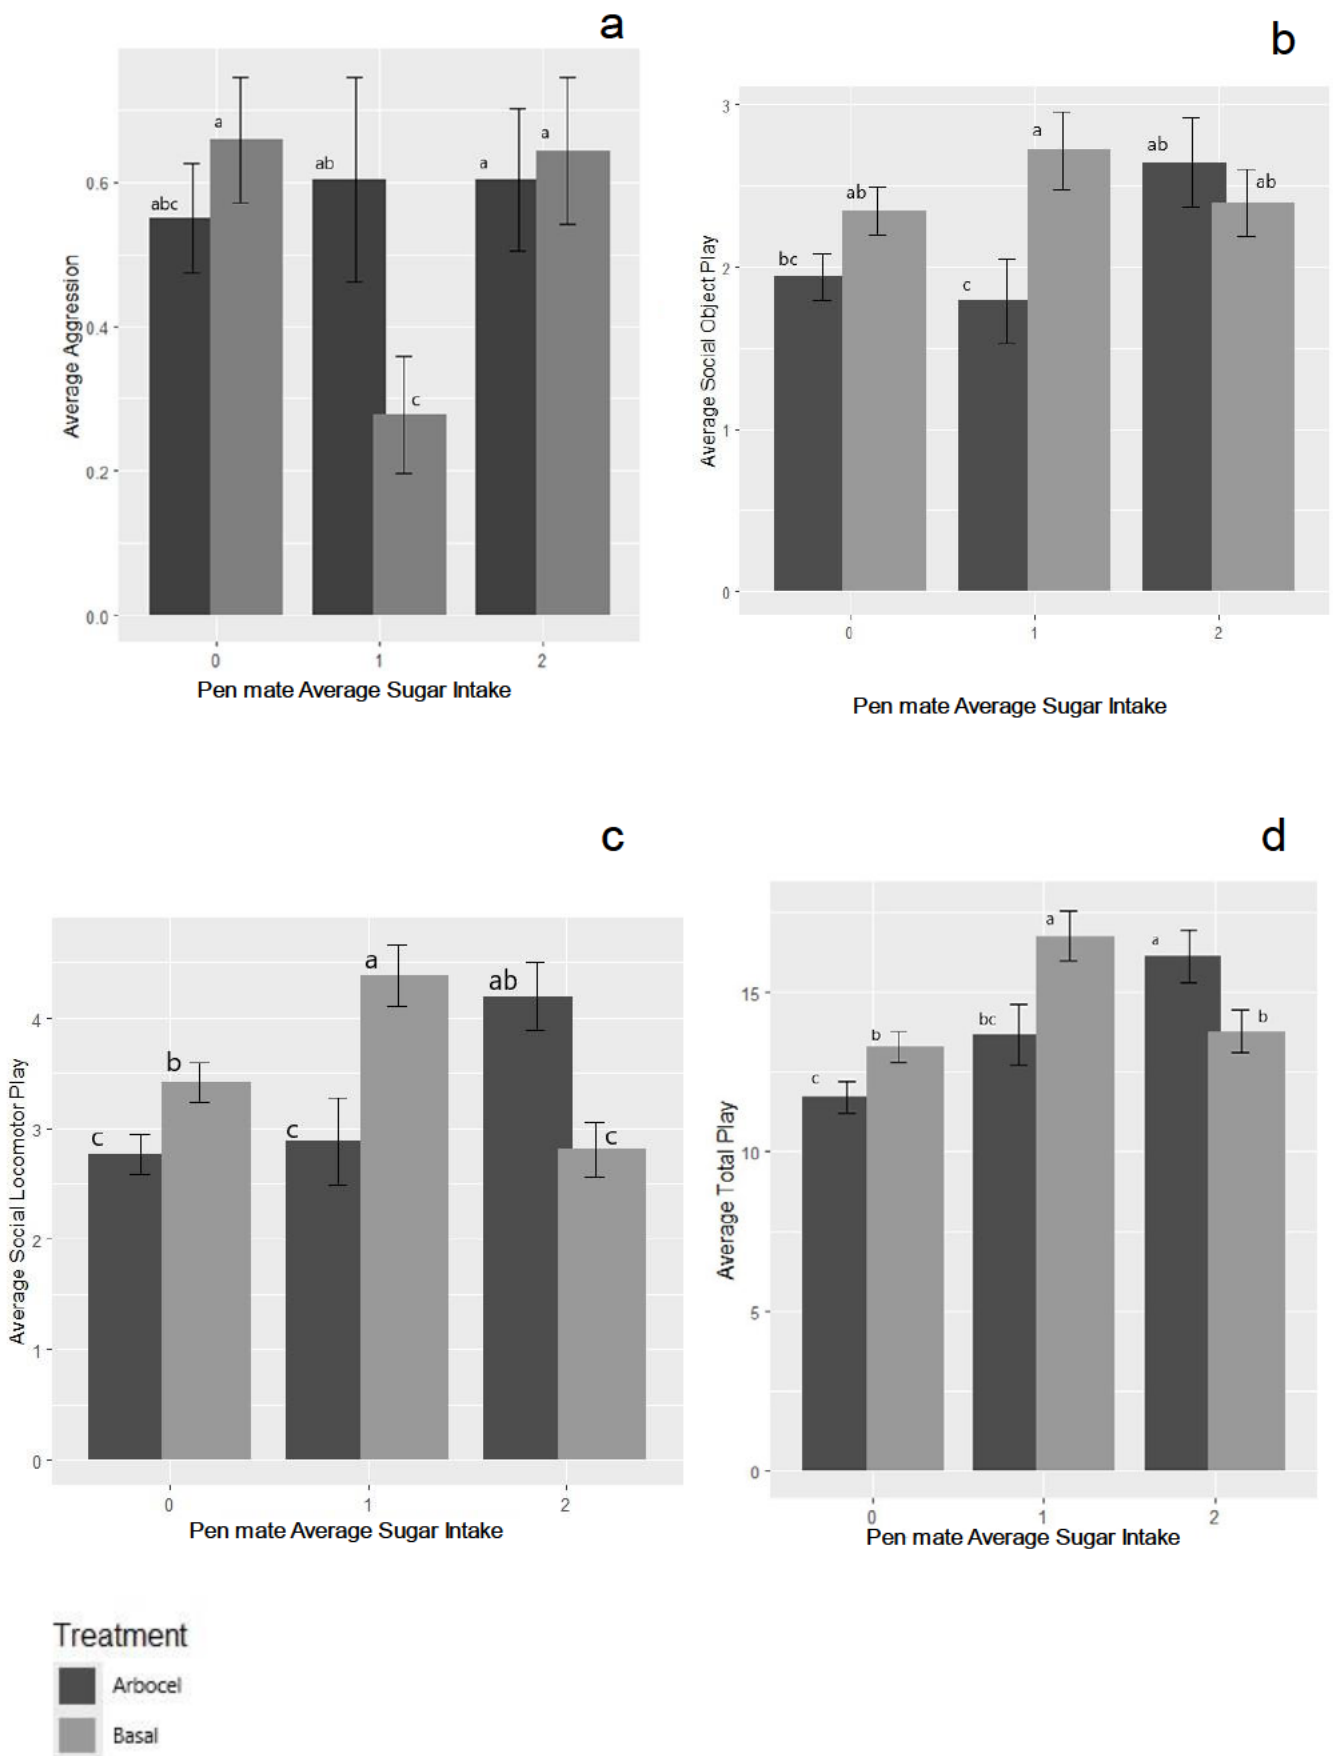 a
Average Aggression
0.6
0.4
0.2
0.0
abc
a
ab
c
a
a
0
1
2
Pen mate Average Sugar Intake
b
Average Social Object Play
3
2
1
0
bc
ab
c
a
ab
ab
0
1
2
Pen mate Average Sugar Intake
c
Average Social Locomotor Play
4
3
2
1
0
c
b
c
a
ab
c
0
1
2
Pen mate Average Sugar Intake
d
Average Total Play
15
10
5
0
c
b
bc
a
a
b
0
1
2
Pen mate Average Sugar Intake
Treatment
Arbocel
Basal